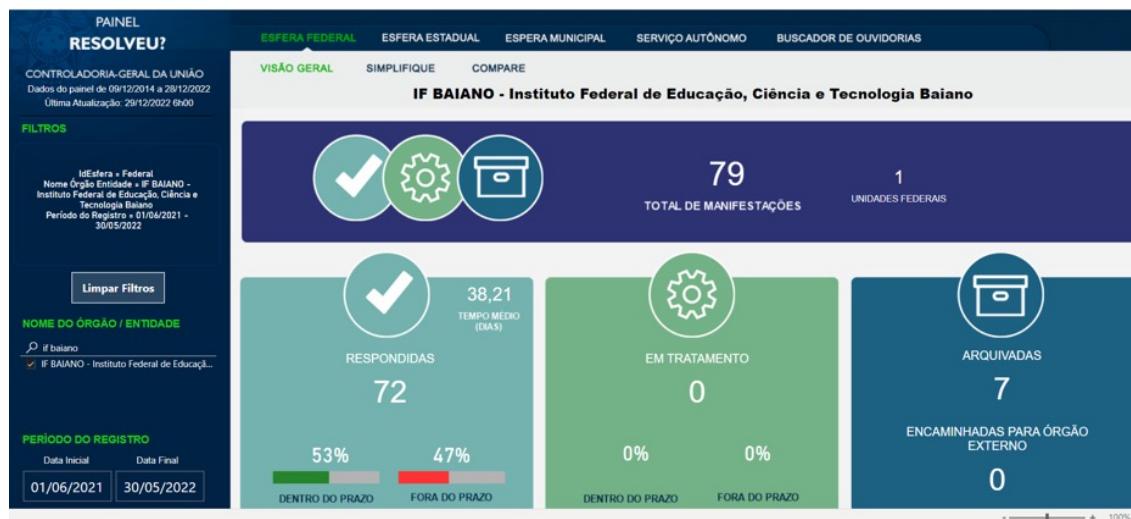 PAINEL
RESOLVEU?
CONTROLADORIA-GERAL DA UNIÃO
Dados do painel de 09/12/2014 a 28/12/2022
Última Atualização: 29/12/2022 6h00
FILTROS
IdEsfera » Federal
Nome Órgão Entidade » IF BAIANO -
Instituto Federal de Educação, Ciência e
Tecnologia Baiano
Período do Registro » 01/06/2021 -
30/05/2022
Limpar Filtros
NOME DO ÓRGÃO / ENTIDADE
if baiano
IF BAIANO - Instituto Federal de Educaçã...
PERÍODO DO REGISTRO
Data Inicial Data Final
01/06/2021 30/05/2022
ESFERA FEDERAL ESFERA ESTADUAL ESPERA MUNICIPAL SERVIÇO AUTÔNOMO BUSCADOR DE OUVIDORIAS
VISÃO GERAL SIMPLIFIQUE COMPARE
IF BAIANO - Instituto Federal de Educação, Ciência e Tecnologia Baiano
79
TOTAL DE MANIFESTAÇÕES
1
UNIDADES FEDERAIS
38,21
TEMPO MÉDIO
(DIAS)
RESPONDIDAS
72
53% 47%
DENTRO DO PRAZO FORA DO PRAZO
EM TRATAMENTO
0
0% 0%
DENTRO DO PRAZO FORA DO PRAZO
ARQUIVADAS
7
ENCAMINHADAS PARA ÓRGÃO
EXTERNO
0
- + 100%